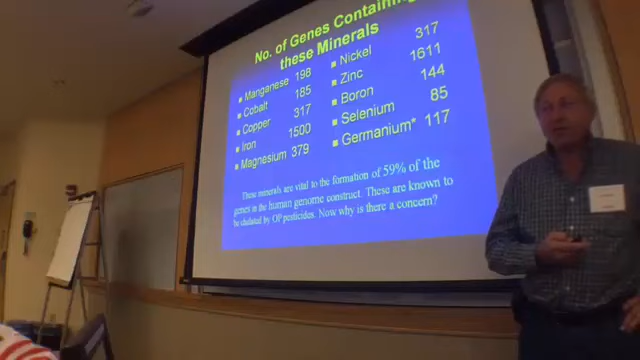 No. of Genes Containing
these Minerals
Manganese 198
Cobalt 185
Copper 317
Iron 1500
Magnesium 379
Nickel 317
Zinc 1611
Boron 144
Selenium 85
Germanium* 117
These minerals are vital to the formation of 59% of the
genes in the human genome construct. These are known to
be chelated by OP pesticides. Now why is there a concern?